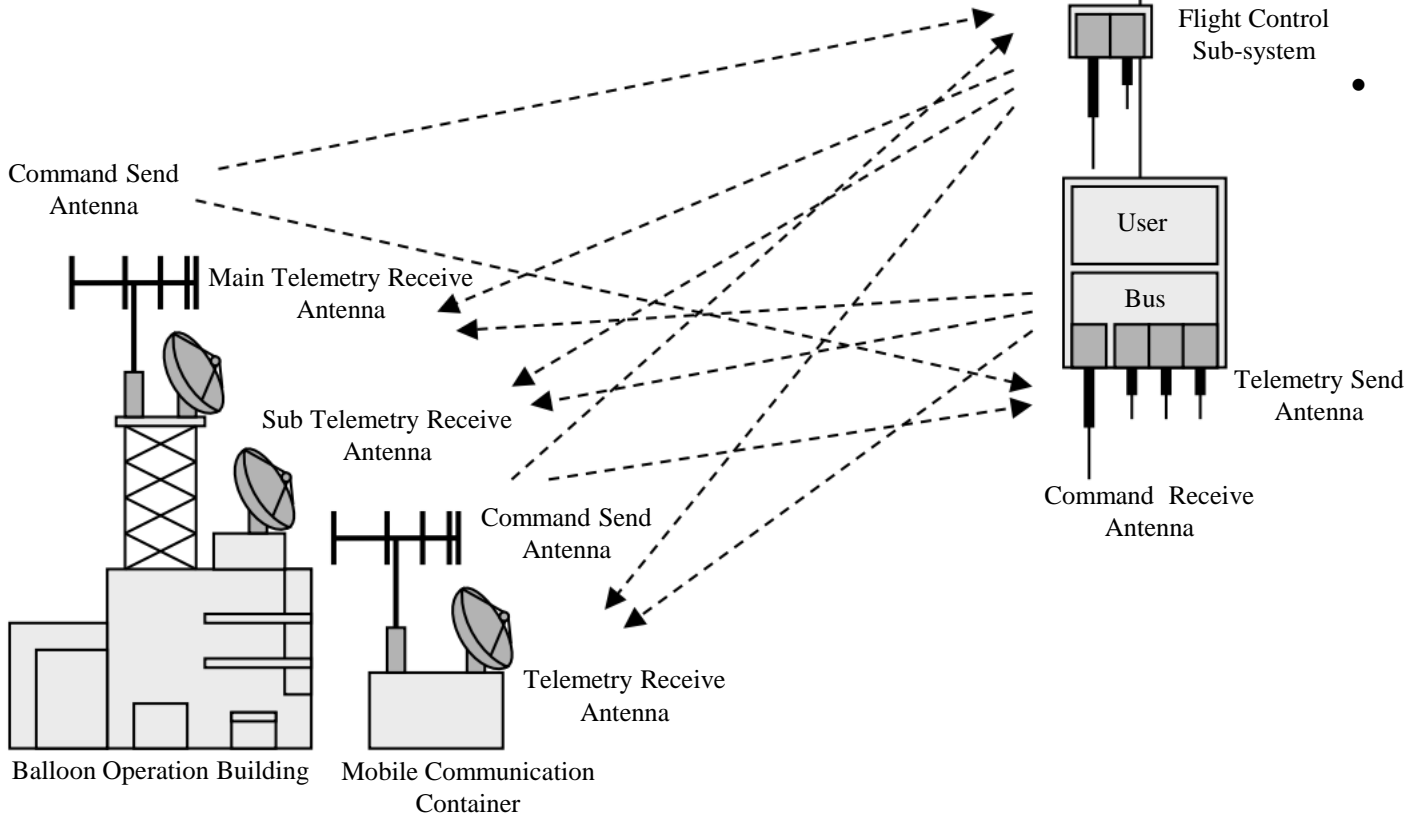 Flight Control
Sub-system
•
Command Send
Antenna
User
Main Telemetry Receive
Antenna
Bus
Telemetry Send
Antenna
Sub Telemetry Receive
Antenna
Command Receive
Antenna
Command Send
Antenna
Telemetry Receive
Antenna
Balloon Operation Building
Mobile Communication
Container